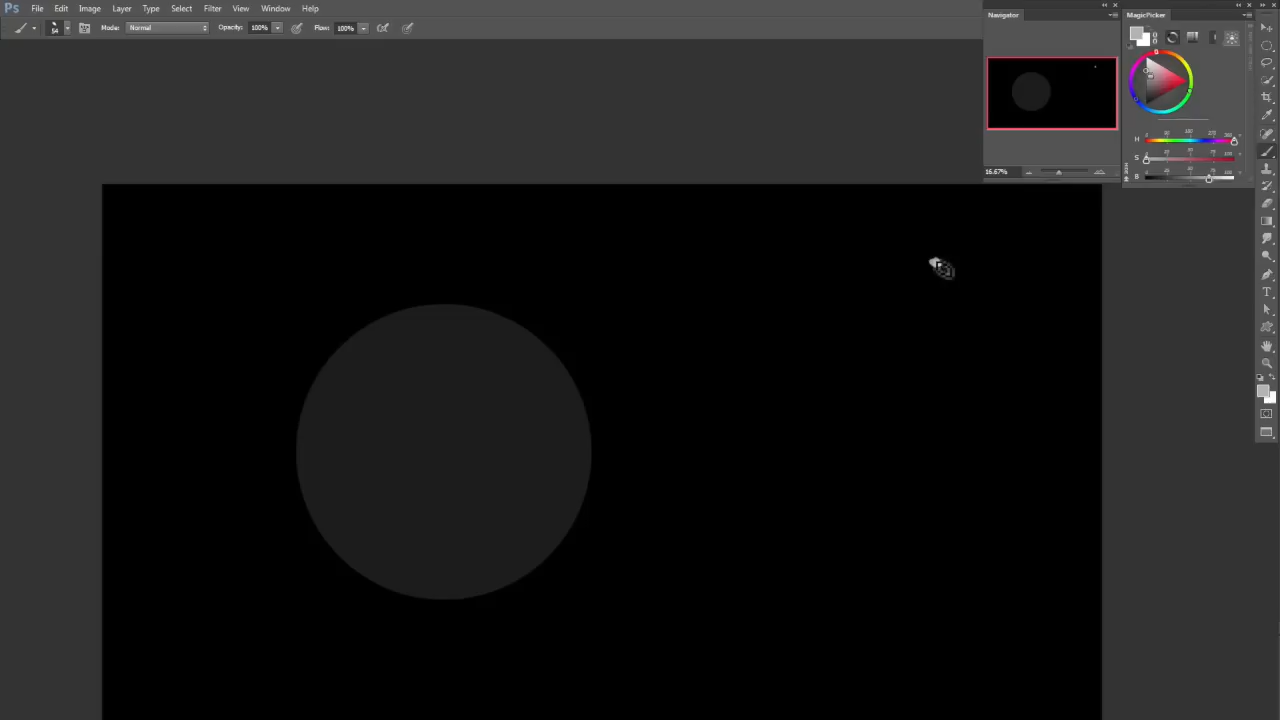 Ps File Edit Image Layer Type Select Filter View Window Help
54 Mode: Normal Opacity: 100% Flow: 100%
Navigator
16.67%
MagicPicker
H
S
B